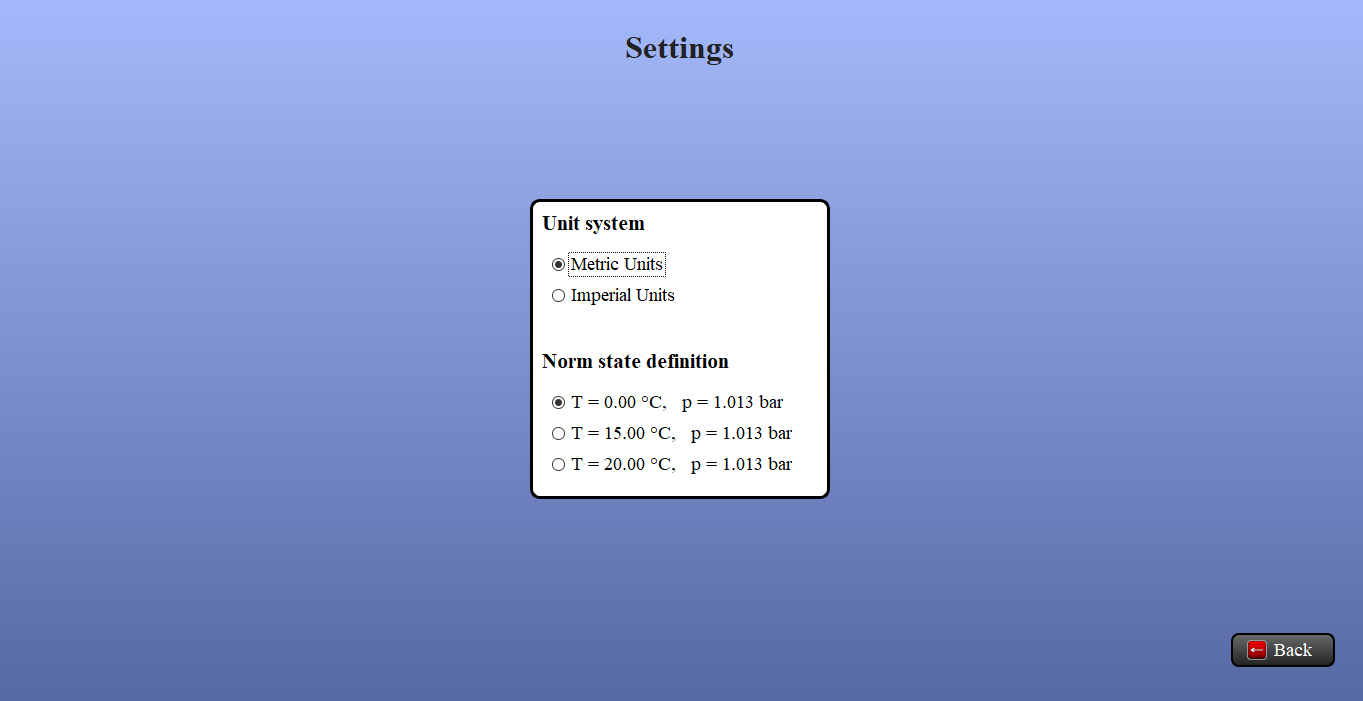 Settings
Unit system
Metric Units
Imperial Units
Norm state definition
T = 0.00 °C, p = 1.013 bar
T = 15.00 °C, p = 1.013 bar
T = 20.00 °C, p = 1.013 bar
Back